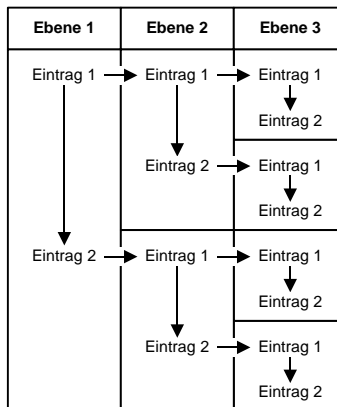 Ebene 1 Ebene 2 Ebene 3
Eintrag 1 Eintrag 1 Eintrag 1
Eintrag 2
Eintrag 2 Eintrag 1
Eintrag 2
Eintrag 2 Eintrag 1 Eintrag 1
Eintrag 2
Eintrag 2 Eintrag 1
Eintrag 2